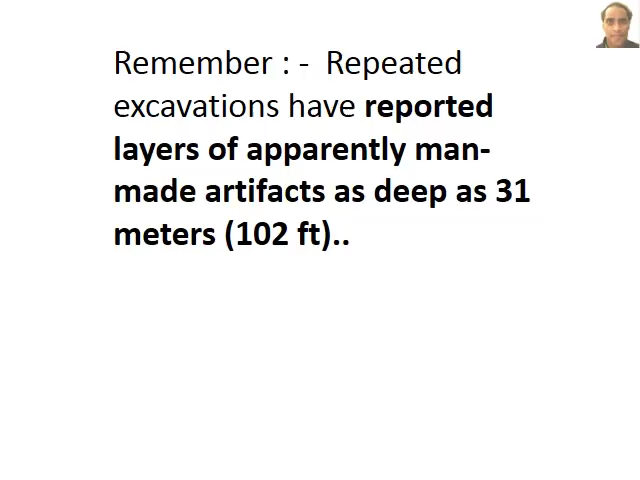 Remember : -  Repeated
excavations have reported
layers of apparently man-
made artifacts as deep as 31
meters (102 ft)..